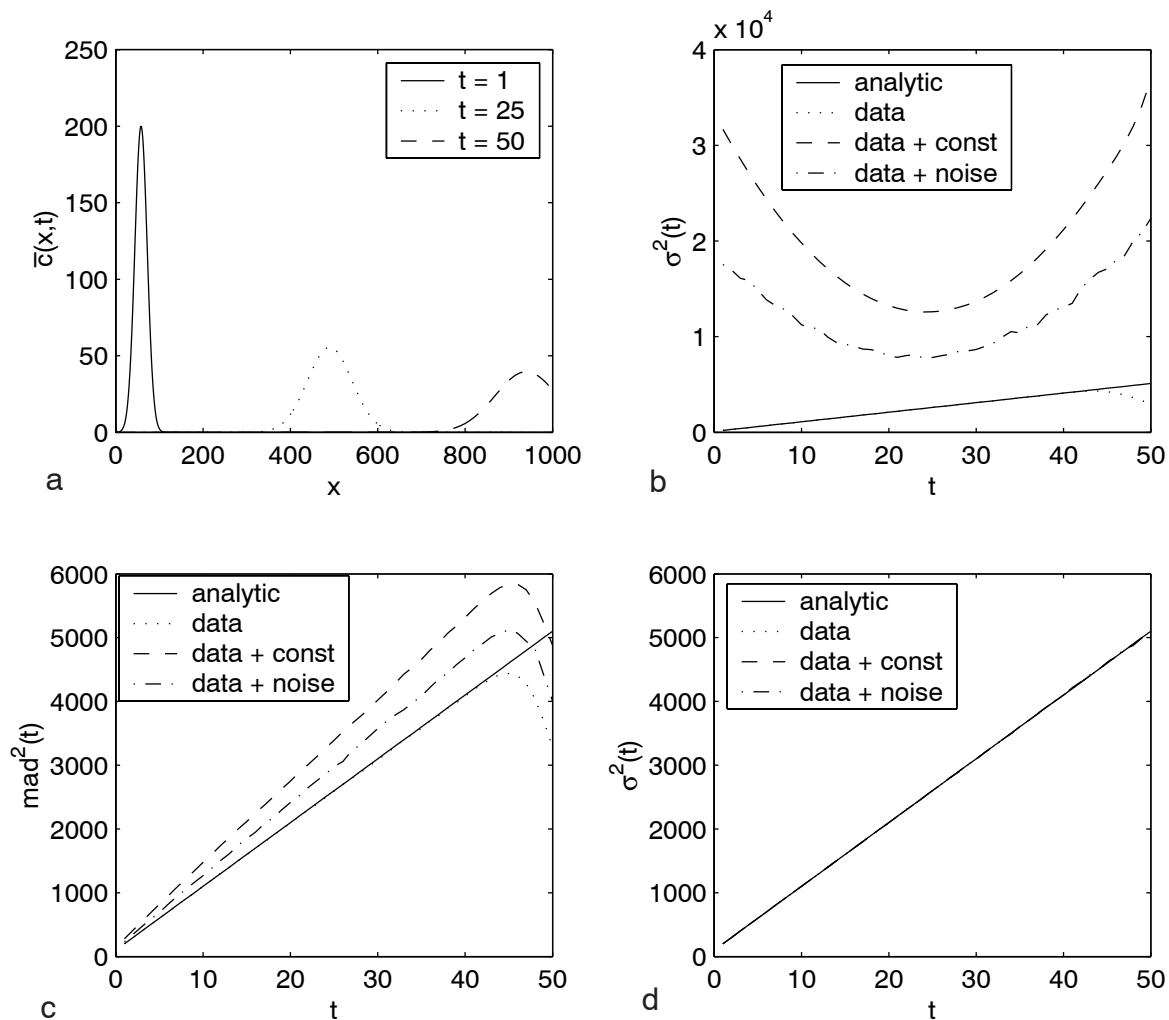 250
200
150
100
50
0
c̅(x,t)
t = 1
t = 25
t = 50
0 200 400 600 800 1000
x
a
x 10⁴
4
3
2
1
0
σ²(t)
analytic
data
data + const
data + noise
0 10 20 30 40 50
t
b
6000
5000
4000
3000
2000
1000
0
mad²(t)
analytic
data
data + const
data + noise
0 10 20 30 40 50
t
c
6000
5000
4000
3000
2000
1000
0
σ²(t)
analytic
data
data + const
data + noise
0 10 20 30 40 50
t
d